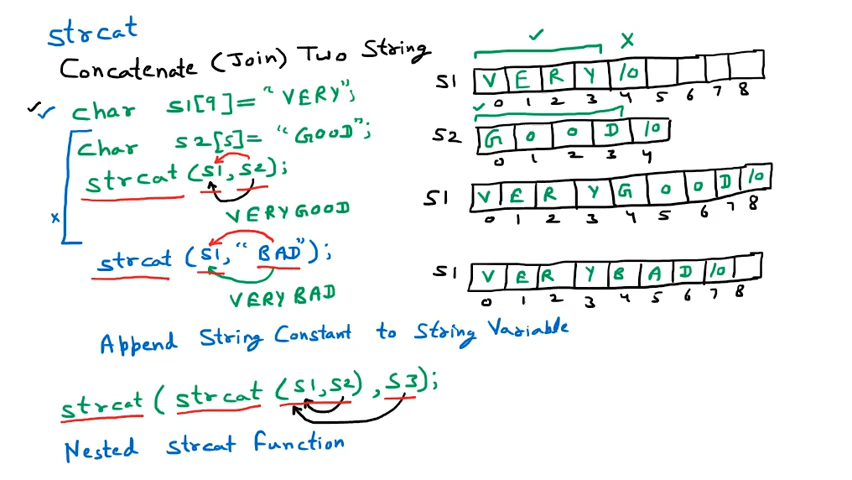 strcat
Concatenate (Join) Two String
char s1[9]= "VERY";
char s2[5]= "GOOD";
strcat (s1, s2);
VERYGOOD
strcat (s1, "BAD");
VERY BAD
Append String Constant to String Variable
strcat ( strcat (s1, s2) , s3);
Nested strcat function
X
S1 V E R Y \0
0 1 2 3 4 5 6 7 8
S2 G O O D \0
0 1 2 3 4
S1 V E R Y G O O D \0
0 1 2 3 4 5 6 7 8
S1 V E R Y B A D \0
0 1 2 3 4 5 6 7 8
x